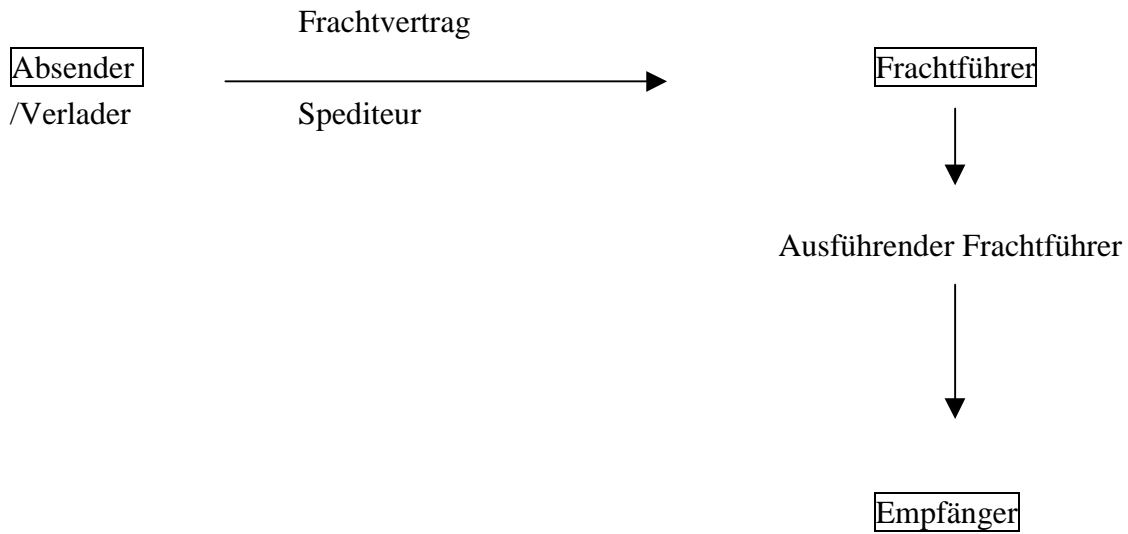 Frachtvertrag
Absender Frachtführer
/Verlader Spediteur
Ausführender Frachtführer
Empfänger